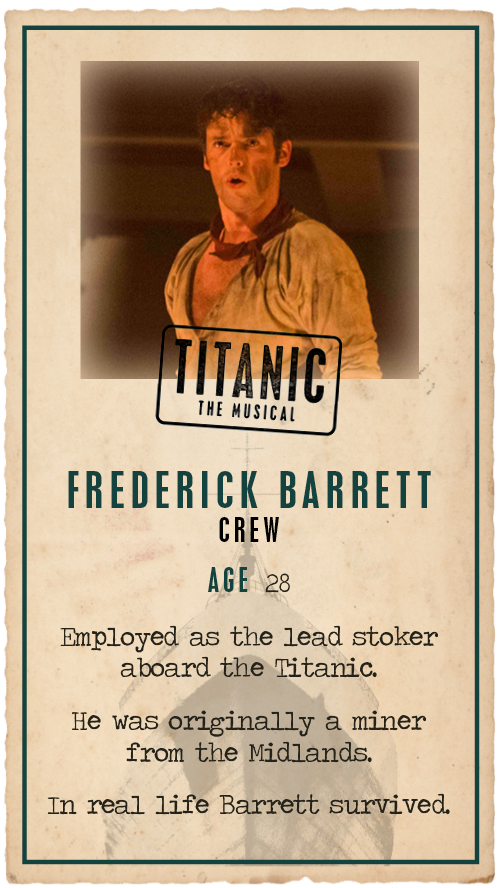 TITANIC
THE MUSICAL
FREDERICK BARRETT
CREW
AGE 28
Employed as the lead stoker
aboard the Titanic.
He was originally a miner
from the Midlands.
In real life Barrett survived.